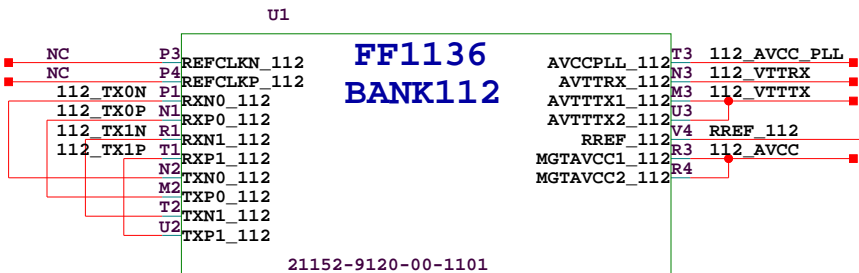 U1
FF1136
BANK112
NC P3 REFCLKN_112
NC P4 REFCLKP_112
112_TX0N P1 RXN0_112
112_TX0P N1 RXP0_112
112_TX1N R1 RXN1_112
112_TX1P T1 RXP1_112
N2 TXN0_112
M2 TXP0_112
T2 TXN1_112
U2 TXP1_112
AVCCPLL_112 T3 112_AVCC_PLL
AVTTRX_112 N3 112_VTTRX
AVTTTX1_112 M3 112_VTTTX
AVTTTX2_112 U3
RREF_112 V4 RREF_112
MGTAVCC1_112 R3 112_AVCC
MGTAVCC2_112 R4
21152-9120-00-1101